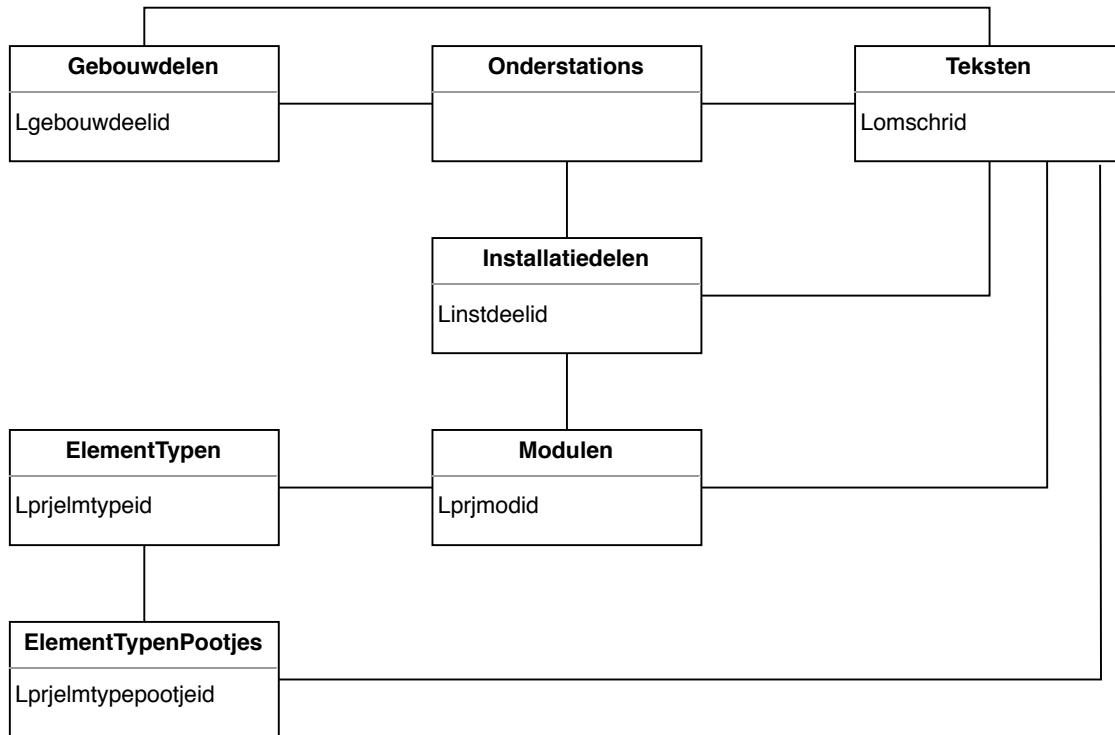 Gebouwdelen
Lgebouwdeelid
Onderstations
Teksten
Lomschrid
Installatiedelen
Linstdeelid
ElementTypen
Lprjelmtypeid
Modulen
Lprjmodid
ElementTypenPootjes
Lprjelmtypepootjeid